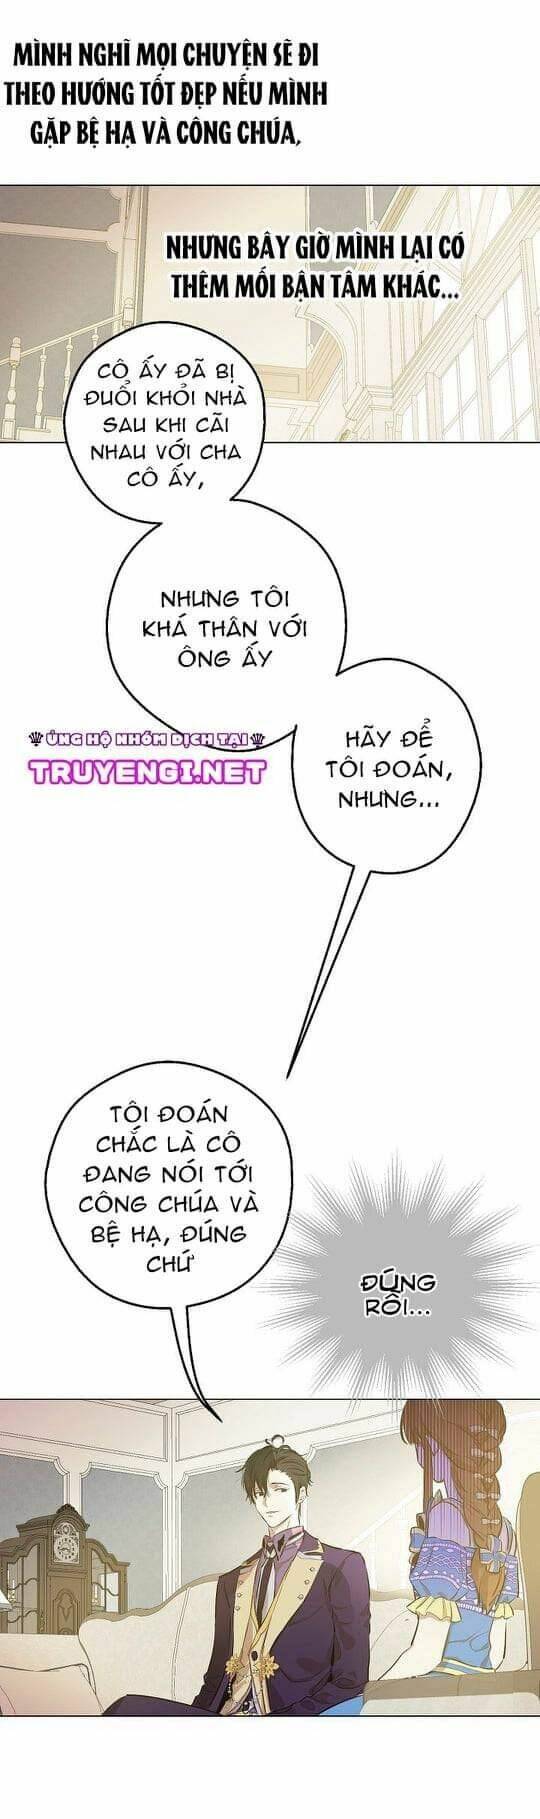 MÌNH NGHĨ MỌI CHUYỆN SẼ ĐI
THEO HƯỚNG TỐT ĐẸP NẾU MÌNH
GẶP BỆ HẠ VÀ CÔNG CHÚA,
NHƯNG BÂY GIỜ MÌNH LẠI CÓ
THÊM MỐI BẬN TÂM KHÁC...
CÔ ẤY ĐÃ BỊ
ĐUỔI KHỎI NHÀ
SAU KHI CÃI
NHAU VỚI CHA
CÔ ẤY,
NHƯNG TÔI
KHÁ THÂN VỚI
ÔNG ẤY
ỦNG HỘ NHÓM DỊCH TẠI
TRUYENGI.NET
HÃY ĐỂ
TÔI ĐOÁN,
NHƯNG...
TÔI ĐOÁN
CHẮC LÀ CÔ
ĐANG NÓI TỚI
CÔNG CHÚA VÀ
BỆ HẠ, ĐÚNG
CHỨ
ĐÚNG
RỒI...